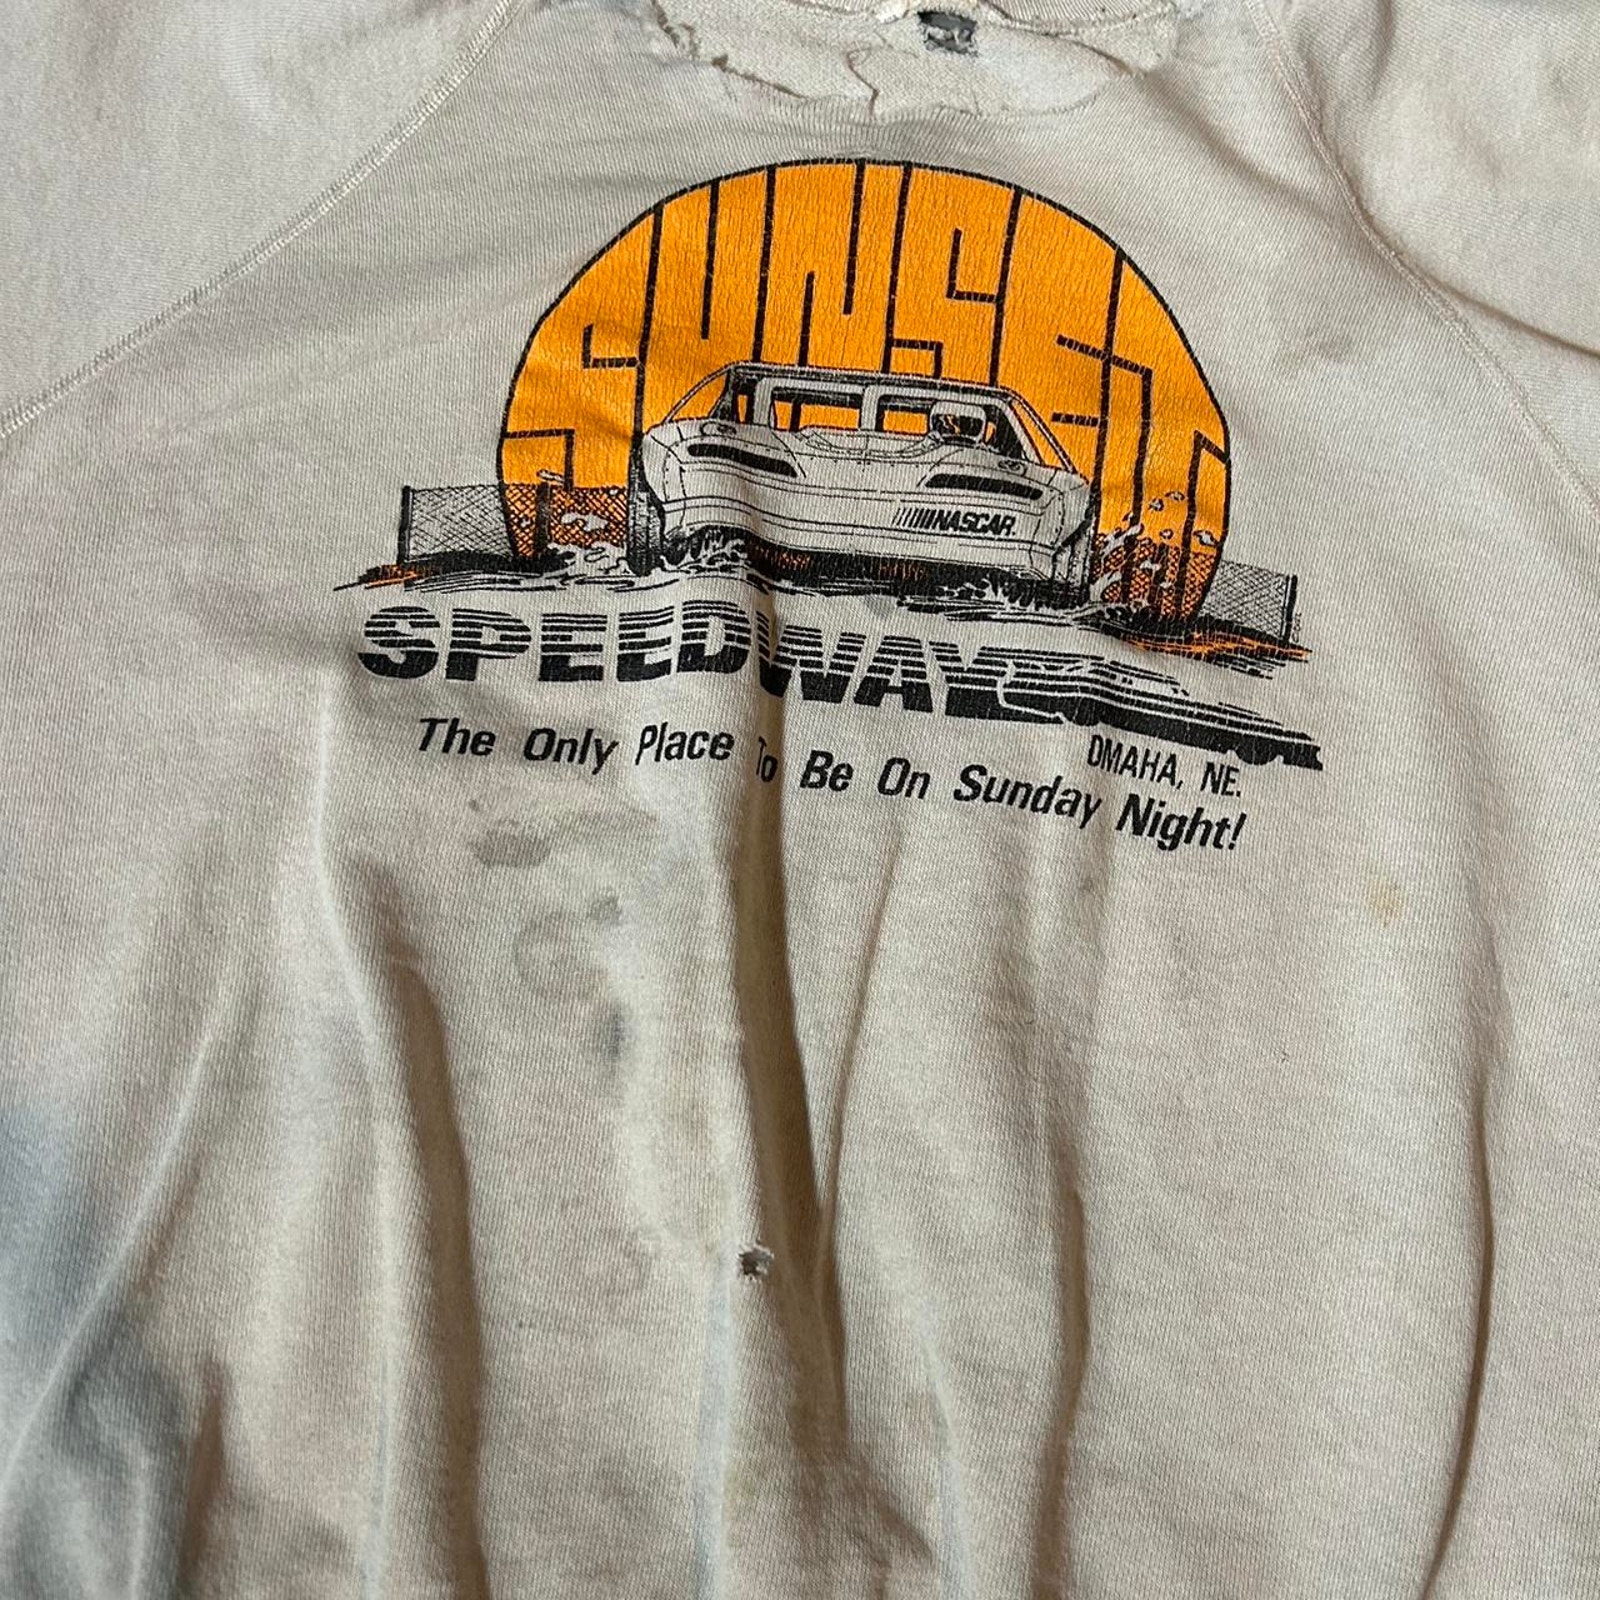 SUNSET
NASCAR
SPEEDWAY
OMAHA, NE.
The Only Place To Be On Sunday Night!